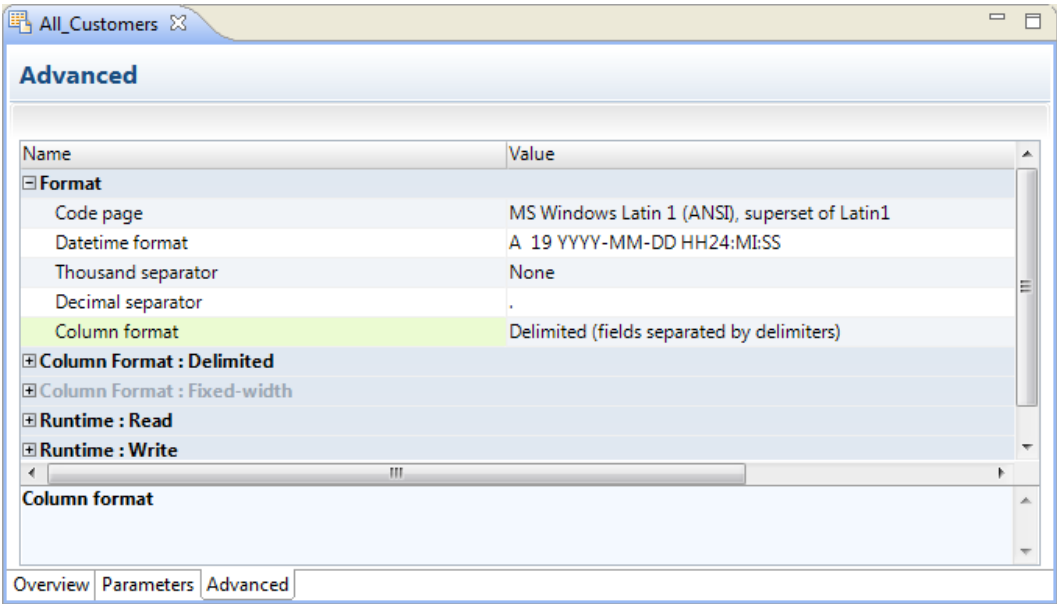 All_Customers
Advanced
Name Value
Format
Code page MS Windows Latin 1 (ANSI), superset of Latin1
Datetime format A  19 YYYY-MM-DD HH24:MI:SS
Thousand separator None
Decimal separator .
Column format Delimited (fields separated by delimiters)
Column Format : Delimited
Column Format : Fixed-width
Runtime : Read
Runtime : Write
Column format
Overview Parameters Advanced